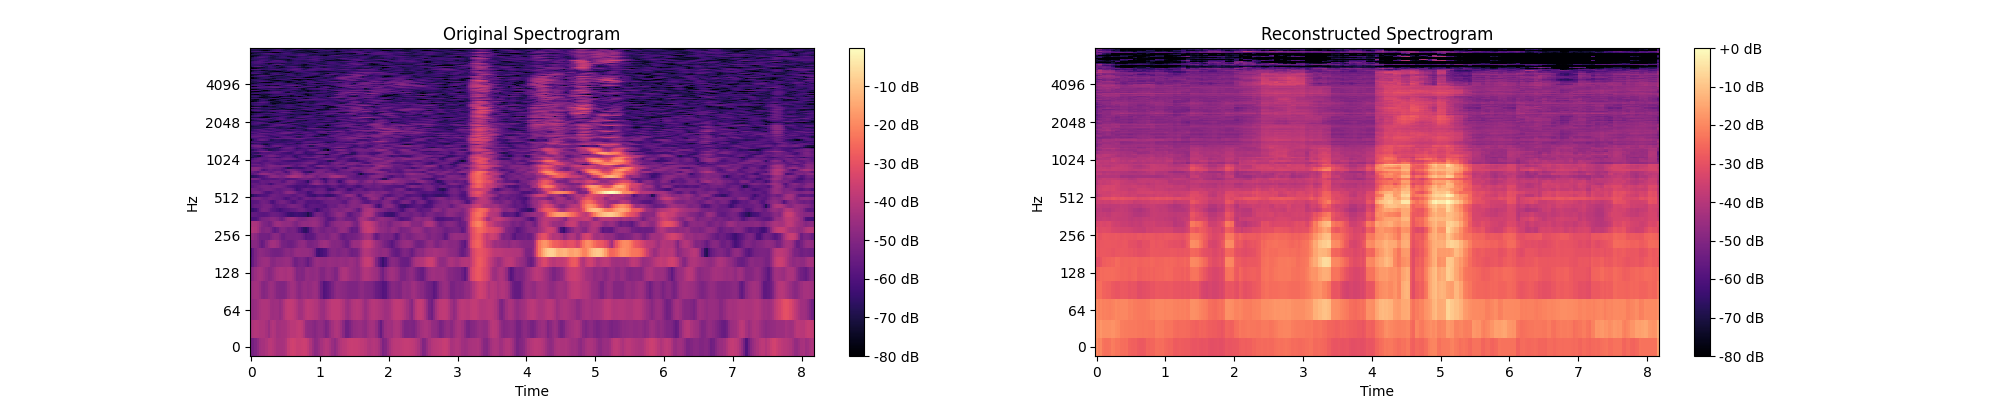 Original Spectrogram
Hz
4096
2048
1024
512
256
128
64
0
0 1 2 3 4 5 6 7 8
Time
-10 dB
-20 dB
-30 dB
-40 dB
-50 dB
-60 dB
-70 dB
-80 dB
Reconstructed Spectrogram
Hz
4096
2048
1024
512
256
128
64
0
0 1 2 3 4 5 6 7 8
Time
+0 dB
-10 dB
-20 dB
-30 dB
-40 dB
-50 dB
-60 dB
-70 dB
-80 dB